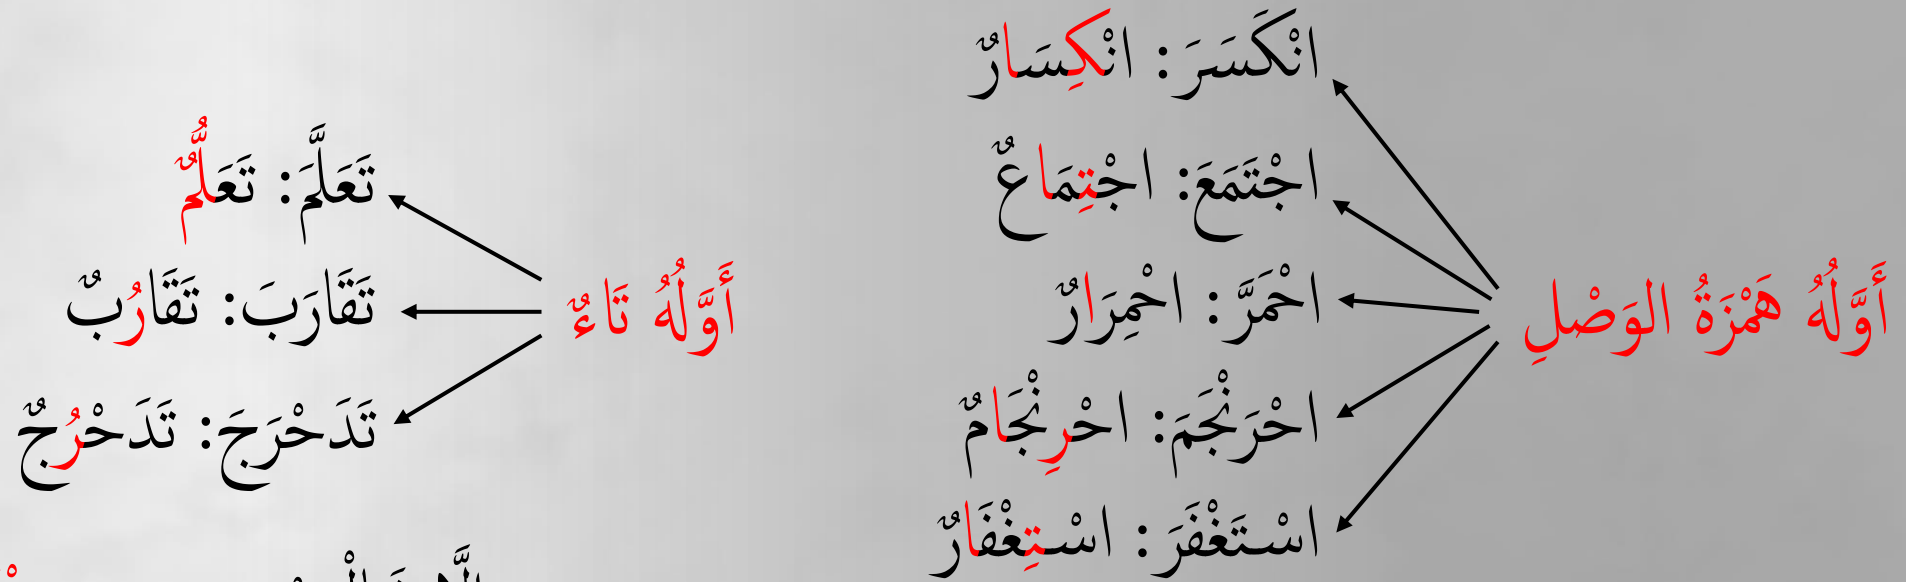 أَوَّلُهُ هَمْزَةُ الوَصْلِ
انْكَسَرَ: انْكِسَارٌ
اجْتَمَعَ: اجْتِمَاعٌ
احْمَرَّ: احْمِرَارٌ
احْرَنْجَمَ: احْرِنْجَامٌ
اسْتَغْفَرَ: اسْتِغْفَارٌ
أَوَّلُهُ تَاءٌ
تَعَلَّمَ: تَعَلُّمٌ
تَقَارَبَ: تَقَارُبٌ
تَدَحْرَجَ: تَدَحْرُجٌ